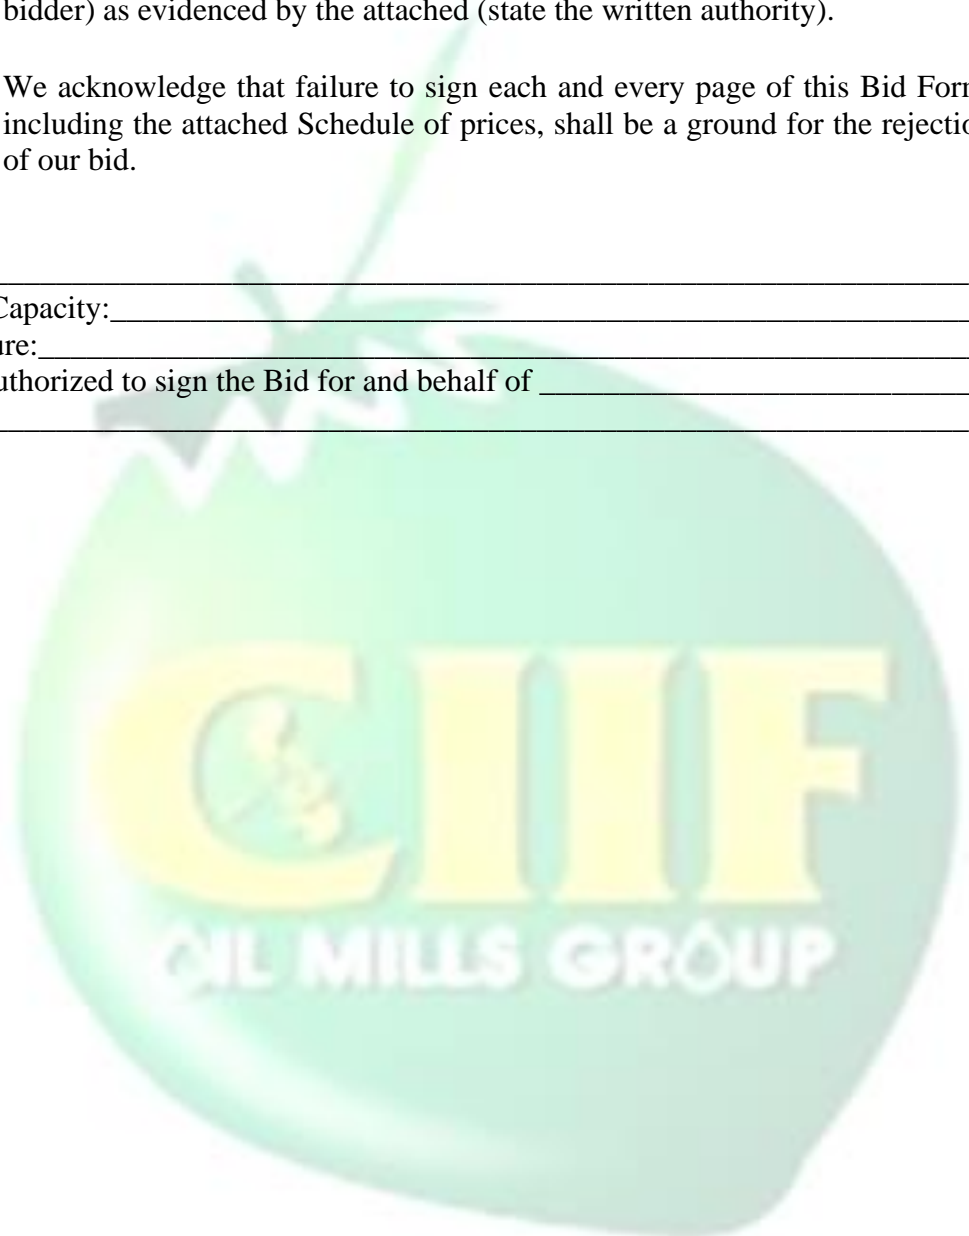 bidder) as evidenced by the attached (state the written authority).
We acknowledge that failure to sign each and every page of this Bid Form
including the attached Schedule of prices, shall be a ground for the rejectio
of our bid.
Capacity:
ure:
uthorized to sign the Bid for and behalf of
CIIF
OIL MILLS GROUP